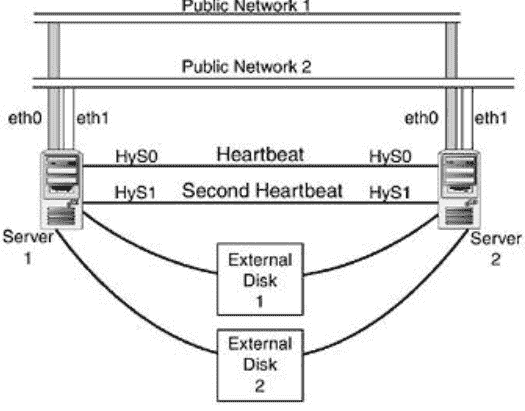 Public Network 1
Public Network 2
eth0
eth1
eth0
eth1
HyS0
Heartbeat
HyS0
HyS1
Second Heartbeat
HyS1
Server
1
Server
2
External
Disk
1
External
Disk
2